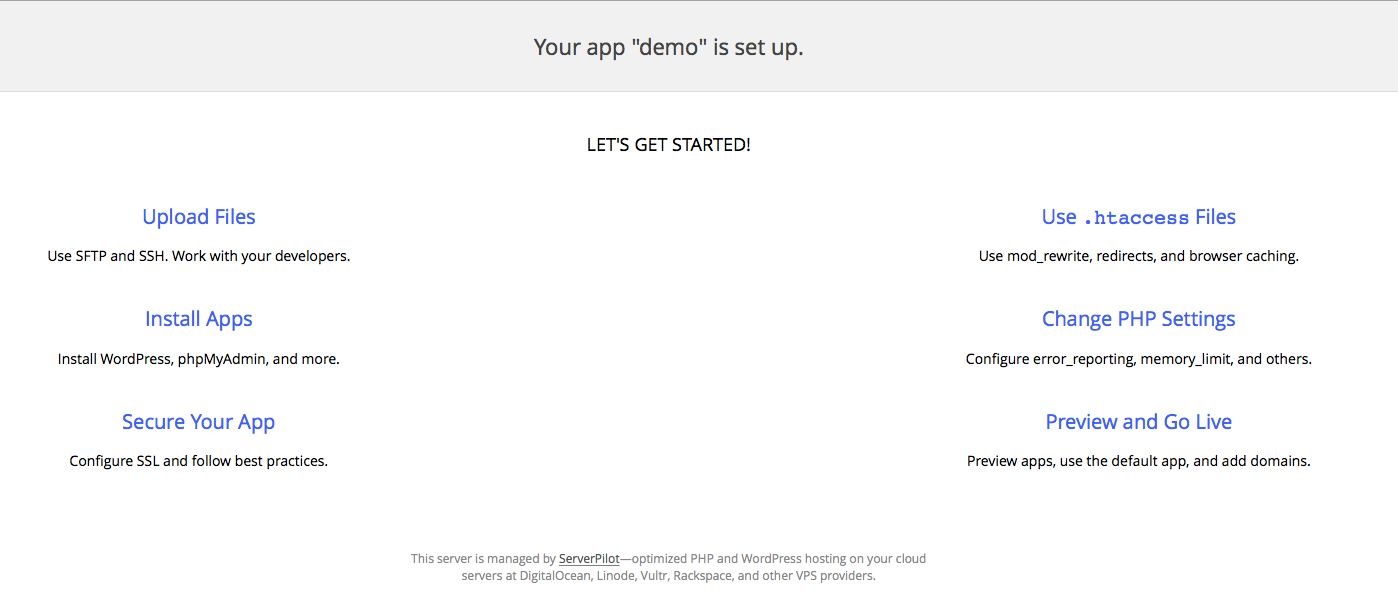 Your app "demo" is set up.
LET'S GET STARTED!
Upload Files
Use SFTP and SSH. Work with your developers.
Install Apps
Install WordPress, phpMyAdmin, and more.
Secure Your App
Configure SSL and follow best practices.
Use .htaccess Files
Use mod_rewrite, redirects, and browser caching.
Change PHP Settings
Configure error_reporting, memory_limit, and others.
Preview and Go Live
Preview apps, use the default app, and add domains.
This server is managed by ServerPilot—optimized PHP and WordPress hosting on your cloud
servers at DigitalOcean, Linode, Vultr, Rackspace, and other VPS providers.